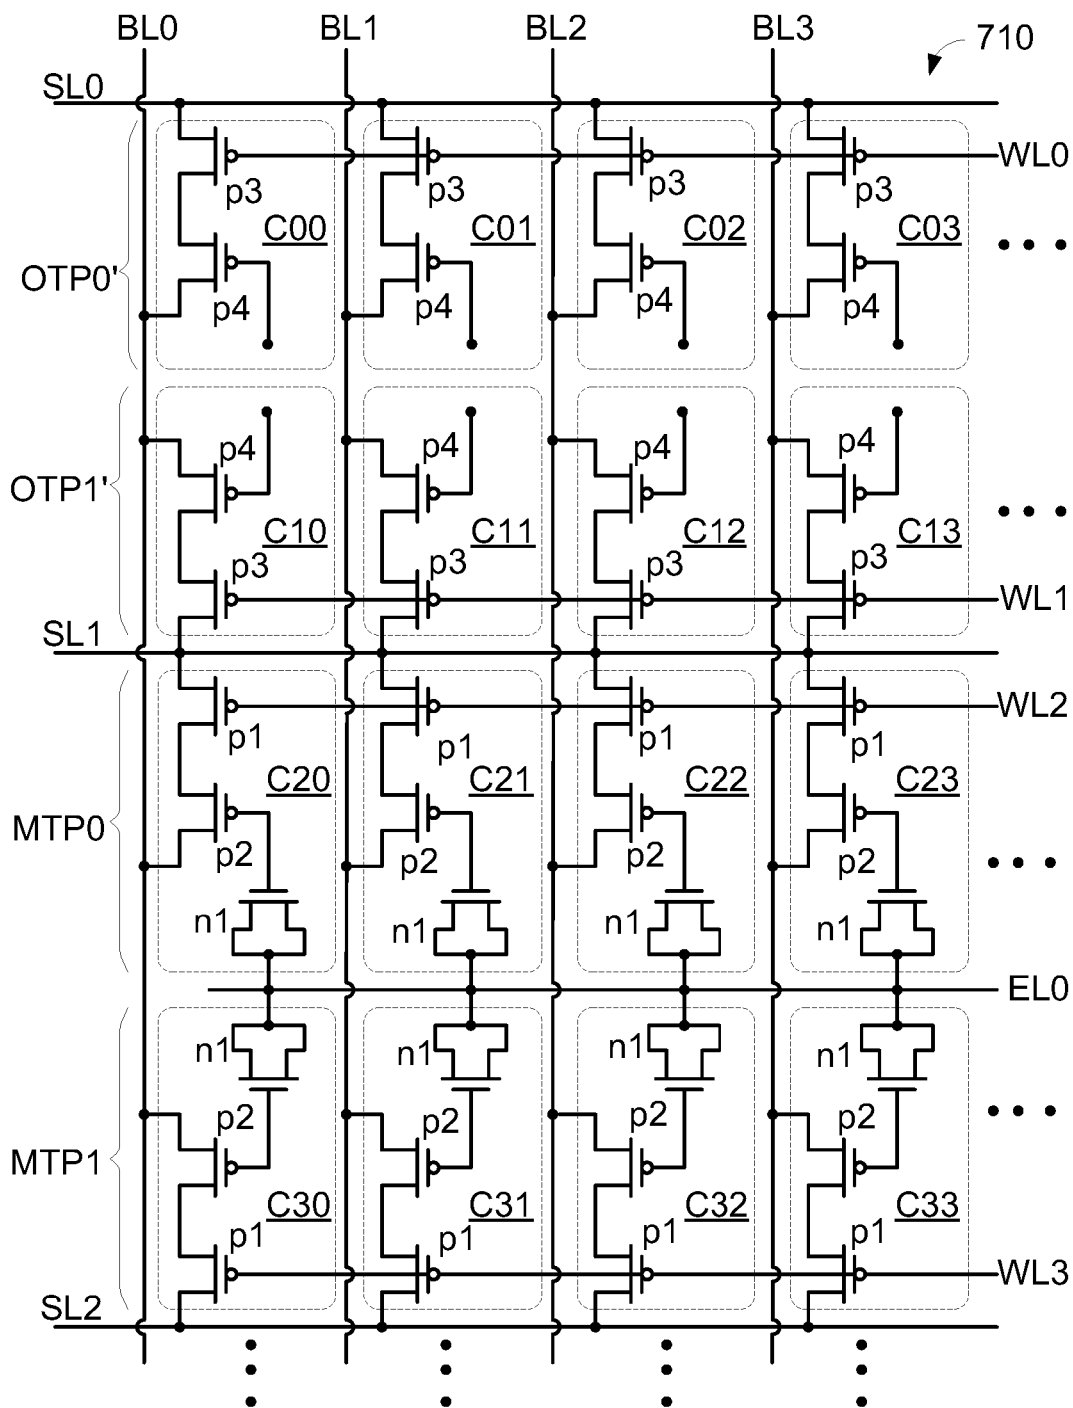 BL0 BL1 BL2 BL3
710
SL0
WL0
p3 p3 p3 p3
C00 C01 C02 C03
OTP0'
p4 p4 p4 p4
p4 p4 p4 p4
OTP1'
C10 C11 C12 C13
p3 p3 p3 p3
WL1
SL1
WL2
p1 p1 p1 p1
C20 C21 C22 C23
MTP0
p2 p2 p2 p2
n1 n1 n1 n1
EL0
n1 n1 n1 n1
p2 p2 p2 p2
MTP1
C30 C31 C32 C33
p1 p1 p1 p1
WL3
SL2